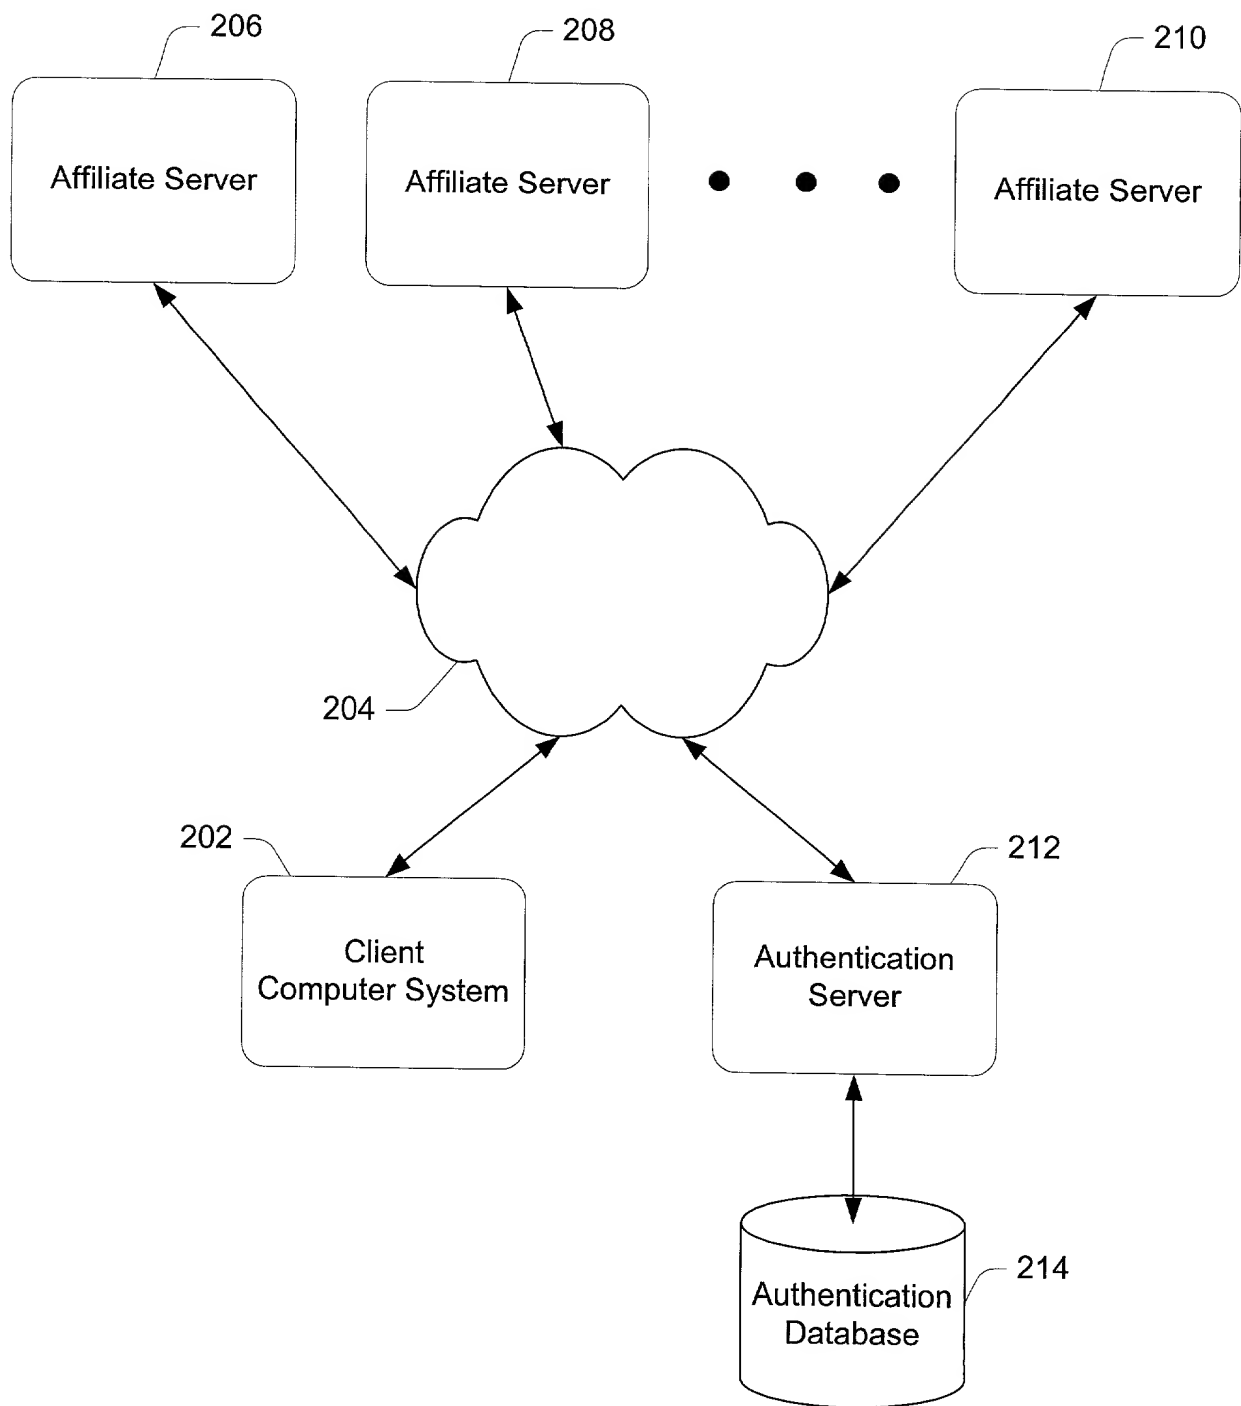 206
208
210
Affiliate Server
Affiliate Server
Affiliate Server
204
202
212
Client
Computer System
Authentication
Server
214
Authentication
Database